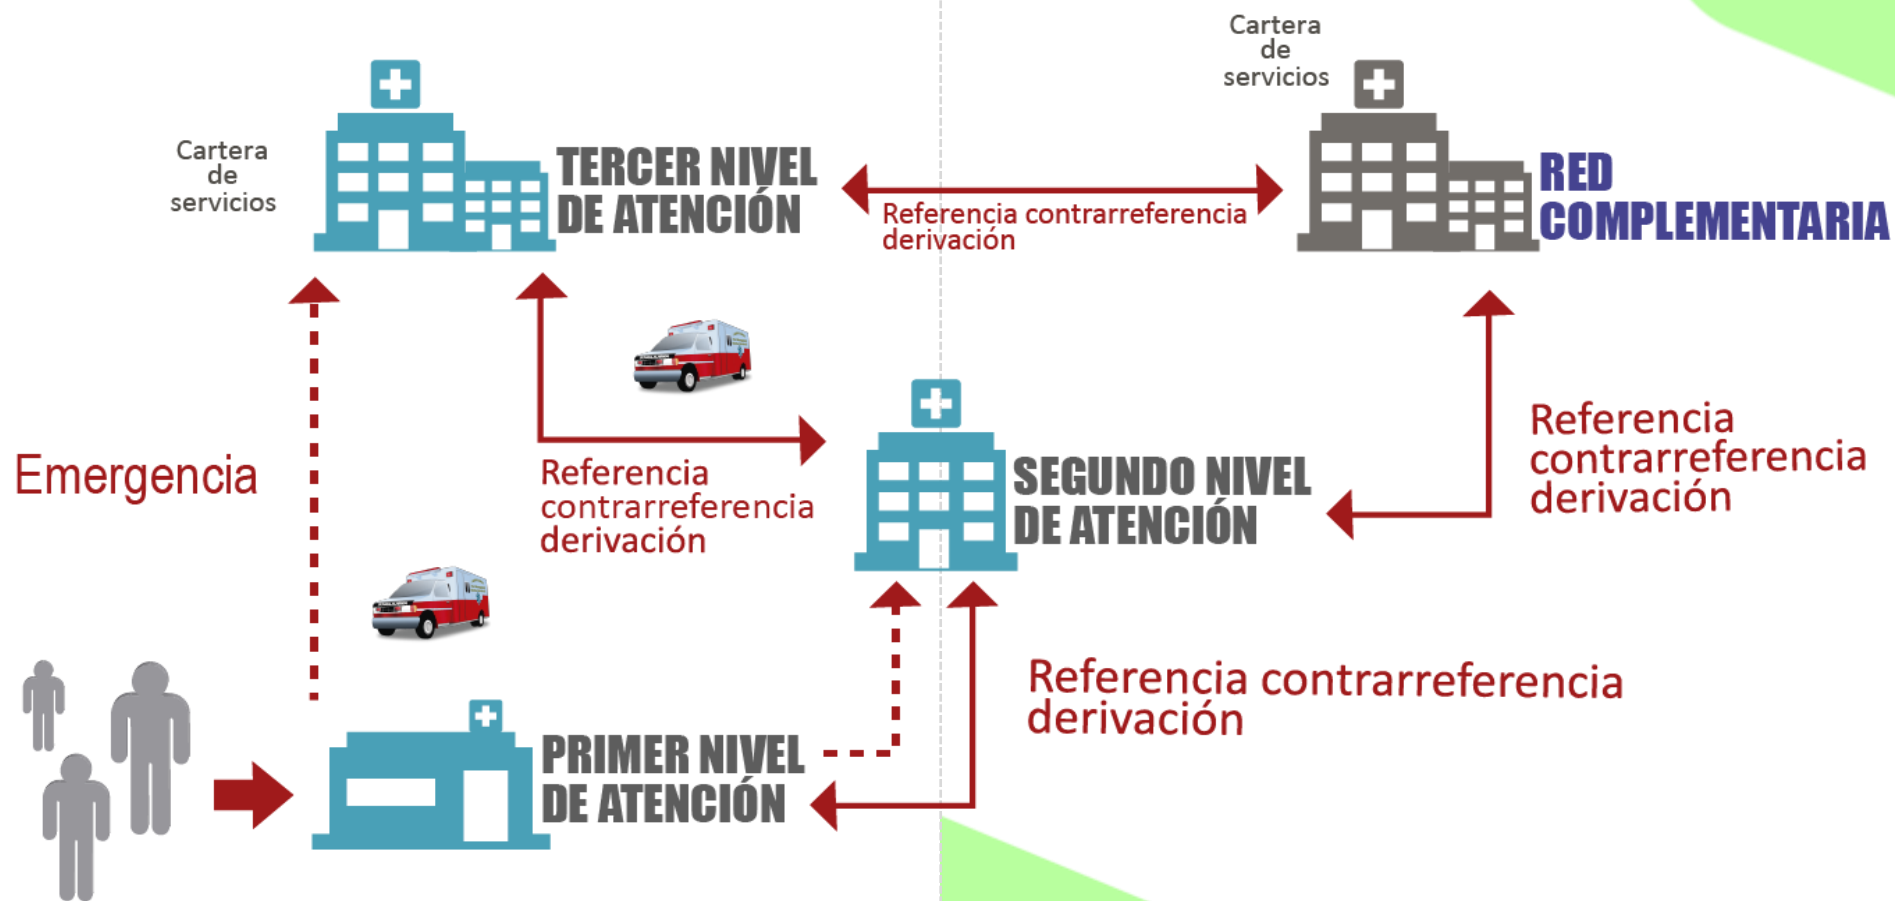 Cartera
de
servicios
Cartera
de
servicios
TERCER NIVEL
DE ATENCIÓN
RED
COMPLEMENTARIA
Referencia contrarreferencia
derivación
Emergencia
Referencia
contrarreferencia
derivación
SEGUNDO NIVEL
DE ATENCIÓN
Referencia
contrarreferencia
derivación
Referencia contrarreferencia
derivación
PRIMER NIVEL
DE ATENCIÓN